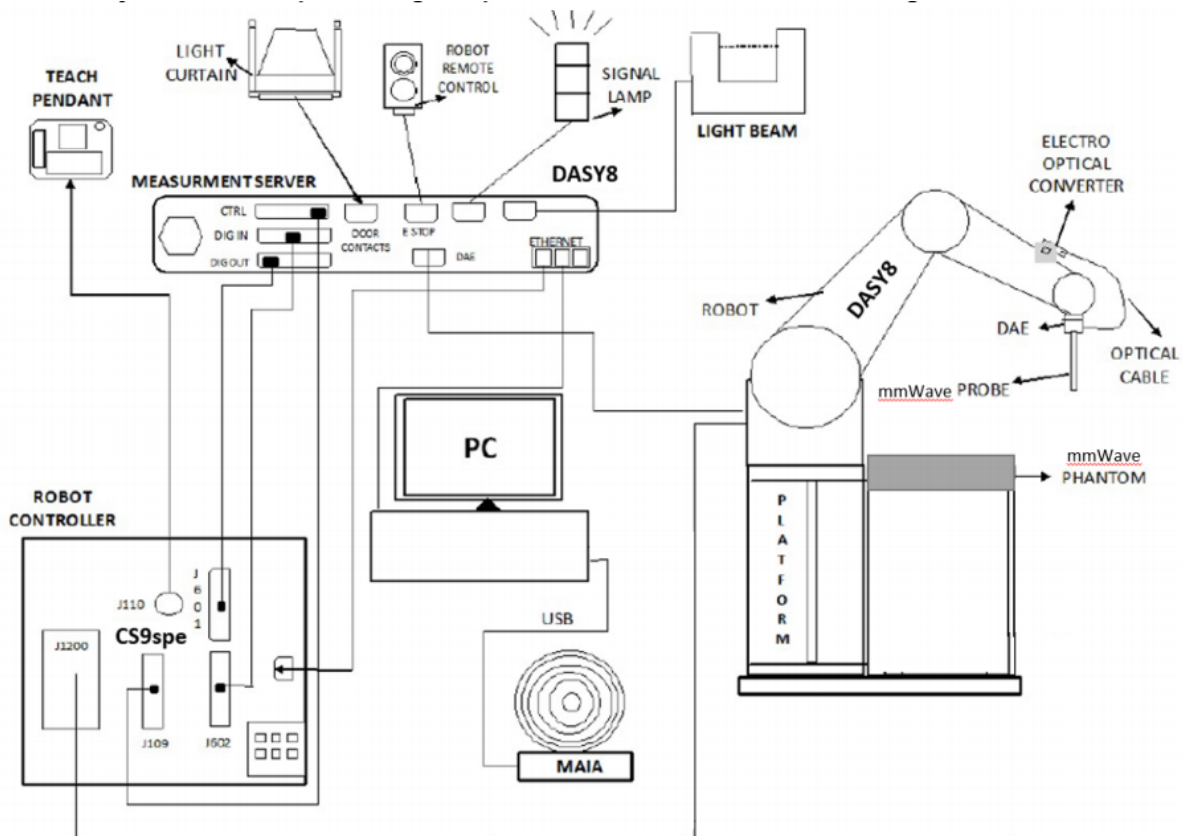 LIGHT
CURTAIN
ROBOT
REMOTE
CONTROL
SIGNAL
LAMP
LIGHT BEAM
TEACH
PENDANT
ELECTRO
OPTICAL
CONVERTER
MEASURMENT SERVER
DASY8
CTRL
DIG IN
DIG OUT
DOOR
CONTACTS
E STOP
DAE
ETHERNET
ROBOT
DASY8
DAE
OPTICAL
CABLE
mmWave PROBE
PC
mmWave
PHANTOM
PLATFORM
ROBOT
CONTROLLER
J110
J601
CS9spe
J1200
J109
J602
USB
MAIA